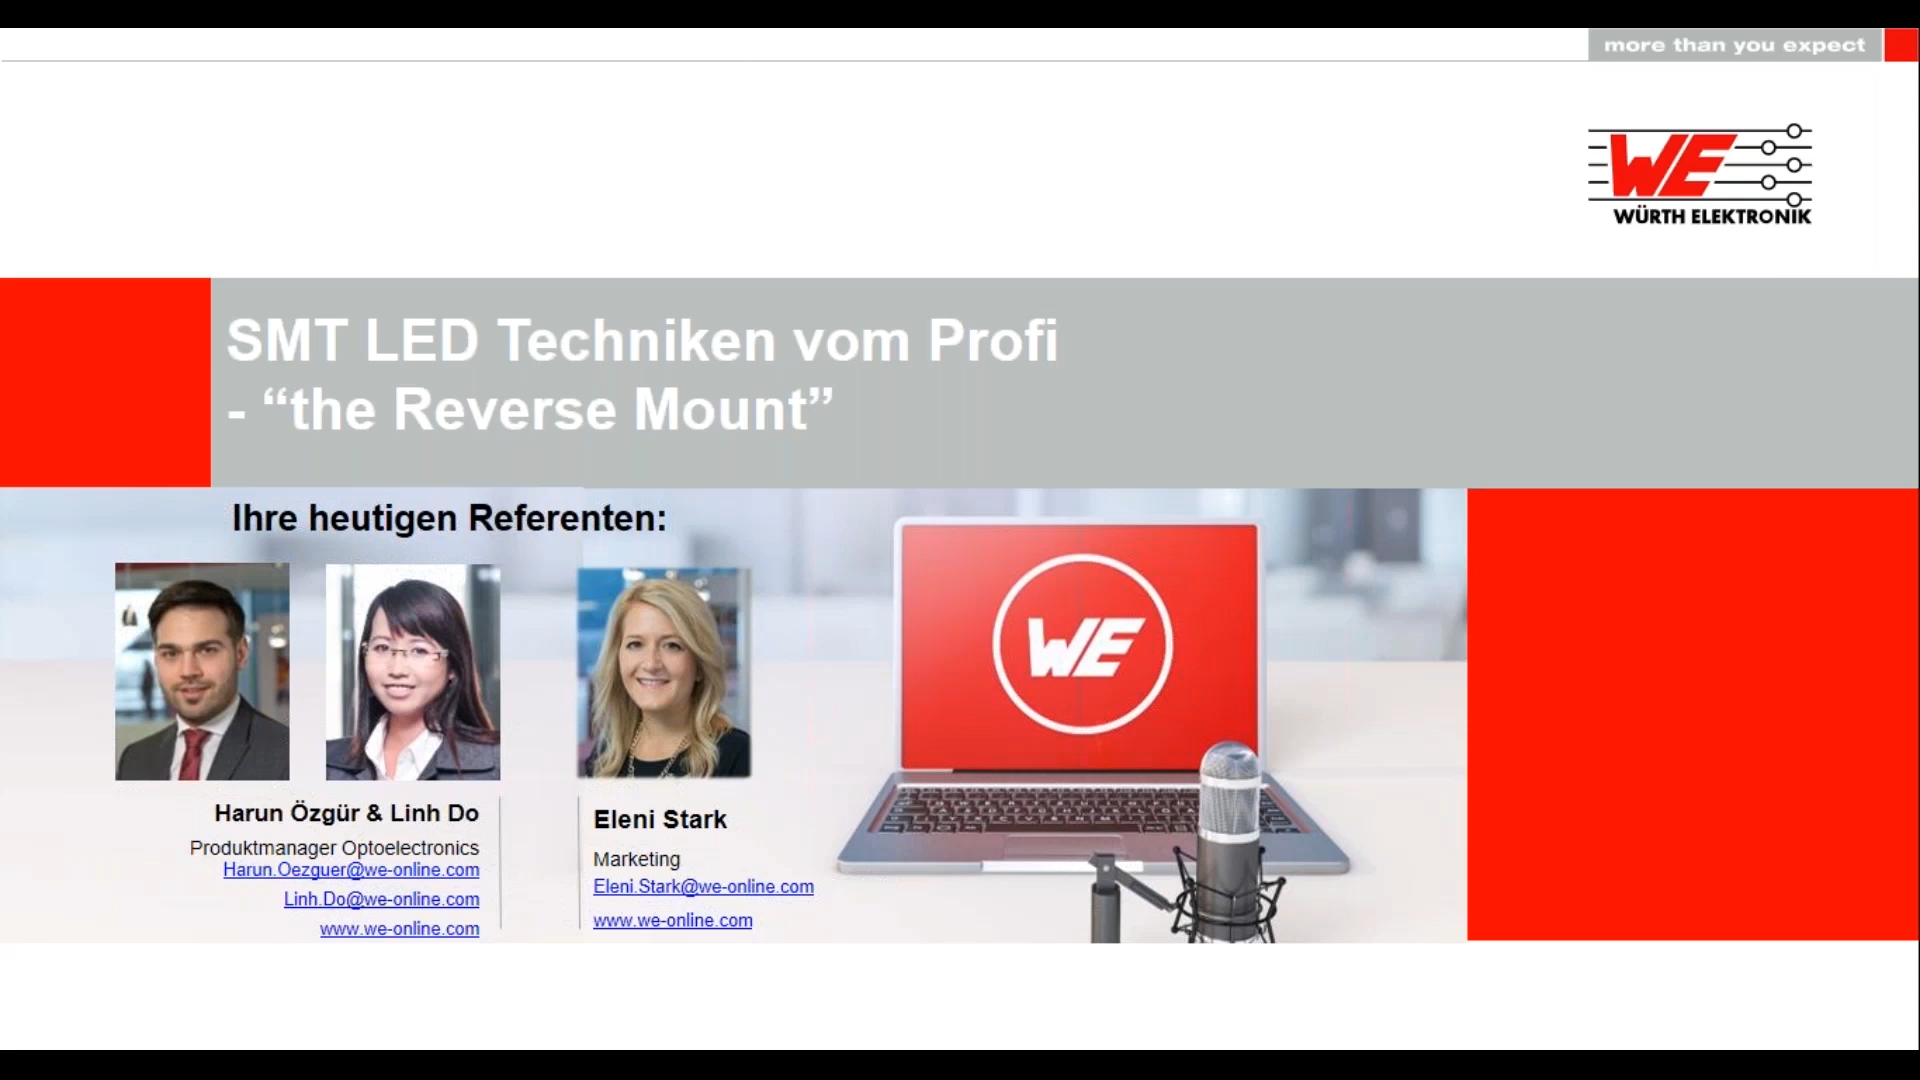 more than you expect
WE
WÜRTH ELEKTRONIK
SMT LED Techniken vom Profi
- “the Reverse Mount”
Ihre heutigen Referenten:
WE
Harun Özgür & Linh Do
Produktmanager Optoelectronics
Harun.Oezguer@we-online.com
Linh.Do@we-online.com
www.we-online.com
Eleni Stark
Marketing
Eleni.Stark@we-online.com
www.we-online.com